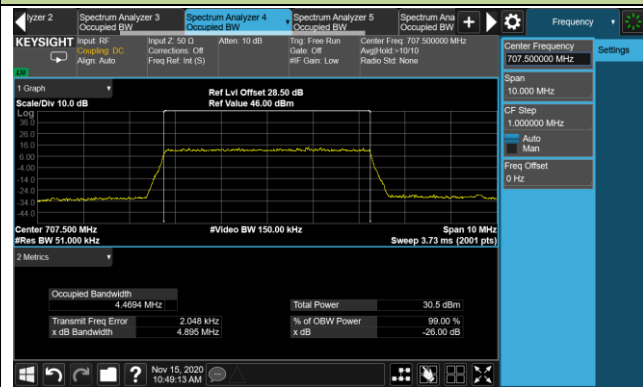 lyzer 2
Spectrum Analyzer 3
Occupied BW
Spectrum Analyzer 4
Occupied BW
Spectrum Analyzer 5
Occupied BW
Spectrum Ana
Occupied BW
Frequency
KEYSIGHT
Input: RF
Coupling: DC
Align: Auto
Input Z: 50 Ω
Corrections: Off
Freq Ref: Int (S)
Atten: 10 dB
Trig: Free Run
Gate: Off
#IF Gain: Low
Center Freq: 707.500000 MHz
Avg|Hold:>10/10
Radio Std: None
Center Frequency
707.500000 MHz
Settings
Span
10.000 MHz
CF Step
1.000000 MHz
Auto
Man
Freq Offset
0 Hz
1 Graph
Scale/Div 10.0 dB
Ref Lvl Offset 28.50 dB
Ref Value 46.00 dBm
Log
36.0
26.0
16.0
6.00
-4.00
-14.0
-24.0
-34.0
-44.0
Center 707.500 MHz
#Video BW 150.00 kHz
Span 10 MHz
#Res BW 51.000 kHz
Sweep 3.73 ms (2001 pts)
2 Metrics
Occupied Bandwidth
4.4694 MHz
Total Power 30.5 dBm
Transmit Freq Error 2.048 kHz
% of OBW Power 99.00 %
x dB Bandwidth 4.895 MHz
x dB -26.00 dB
Nov 15, 2020
10:49:13 AM